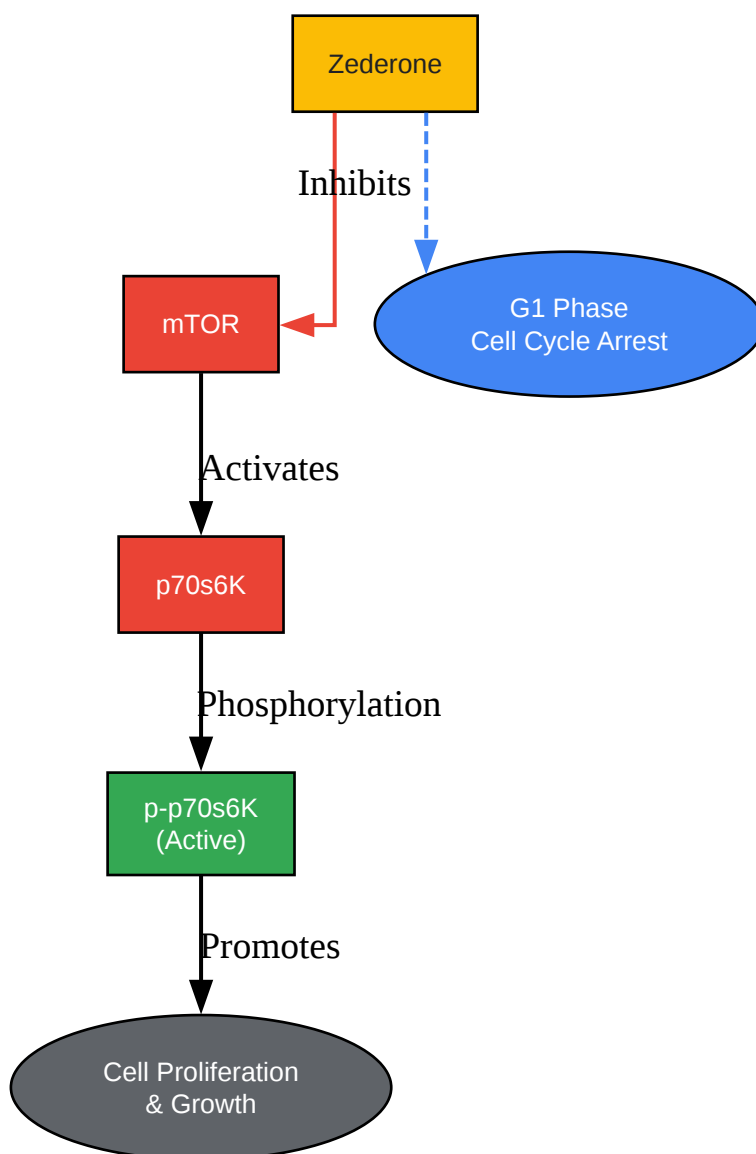 Zederone
Inhibits
mTOR
G1 Phase
Cell Cycle Arrest
Activates
p70s6K
Phosphorylation
p-p70s6K
(Active)
Promotes
Cell Proliferation
& Growth